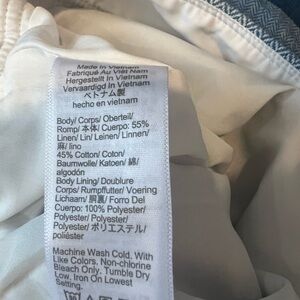 Made In Vietnam
Fabriqué Au Viêt Nam
Hergestellt In Vietnam
Vervaardigd In Vietnam
ベトナム製
hecho en vietnam
Body/ Corps/ Oberteil/
Romp/ 本体/ Cuerpo: 55%
Linen/ Lin/ Leinen/ Linnen/
麻/ lino
45% Cotton/ Coton/
Baumwolle/ Katoen/ 綿/
algodón
Body Lining/ Doublure
Corps/ Rumpffutter/ Voering
Lichaam/ 胴裏/ Forro Del
Cuerpo: 100% Polyester/
Polyester/ Polyester/
Polyester/ ポリエステル/
poliéster
Machine Wash Cold, With
Like Colors. Non-chlorine
Bleach Only. Tumble Dry
Low. Iron On Lowest
Setting.